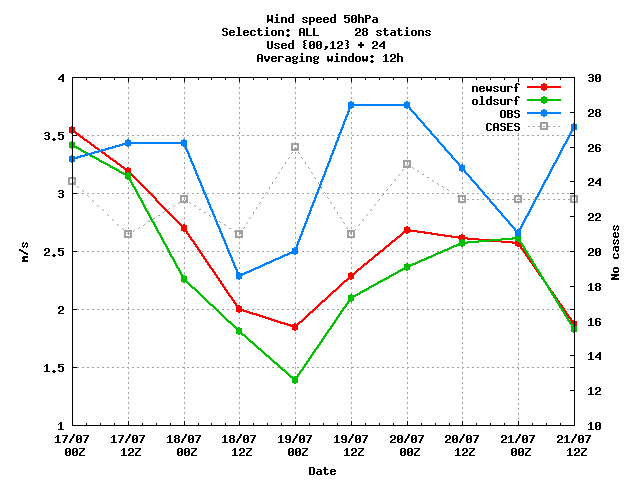 Wind speed 50hPa
Selection: ALL 28 stations
Used {00,12} + 24
Averaging window: 12h
newsurf
oldsurf
OBS
CASES
4
3.5
3
2.5
2
1.5
1
m/s
30
28
26
24
22
20
18
16
14
12
10
No cases
17/07 17/07 18/07 18/07 19/07 19/07 20/07 20/07 21/07 21/07
00Z 12Z 00Z 12Z 00Z 12Z 00Z 12Z 00Z 12Z
Date